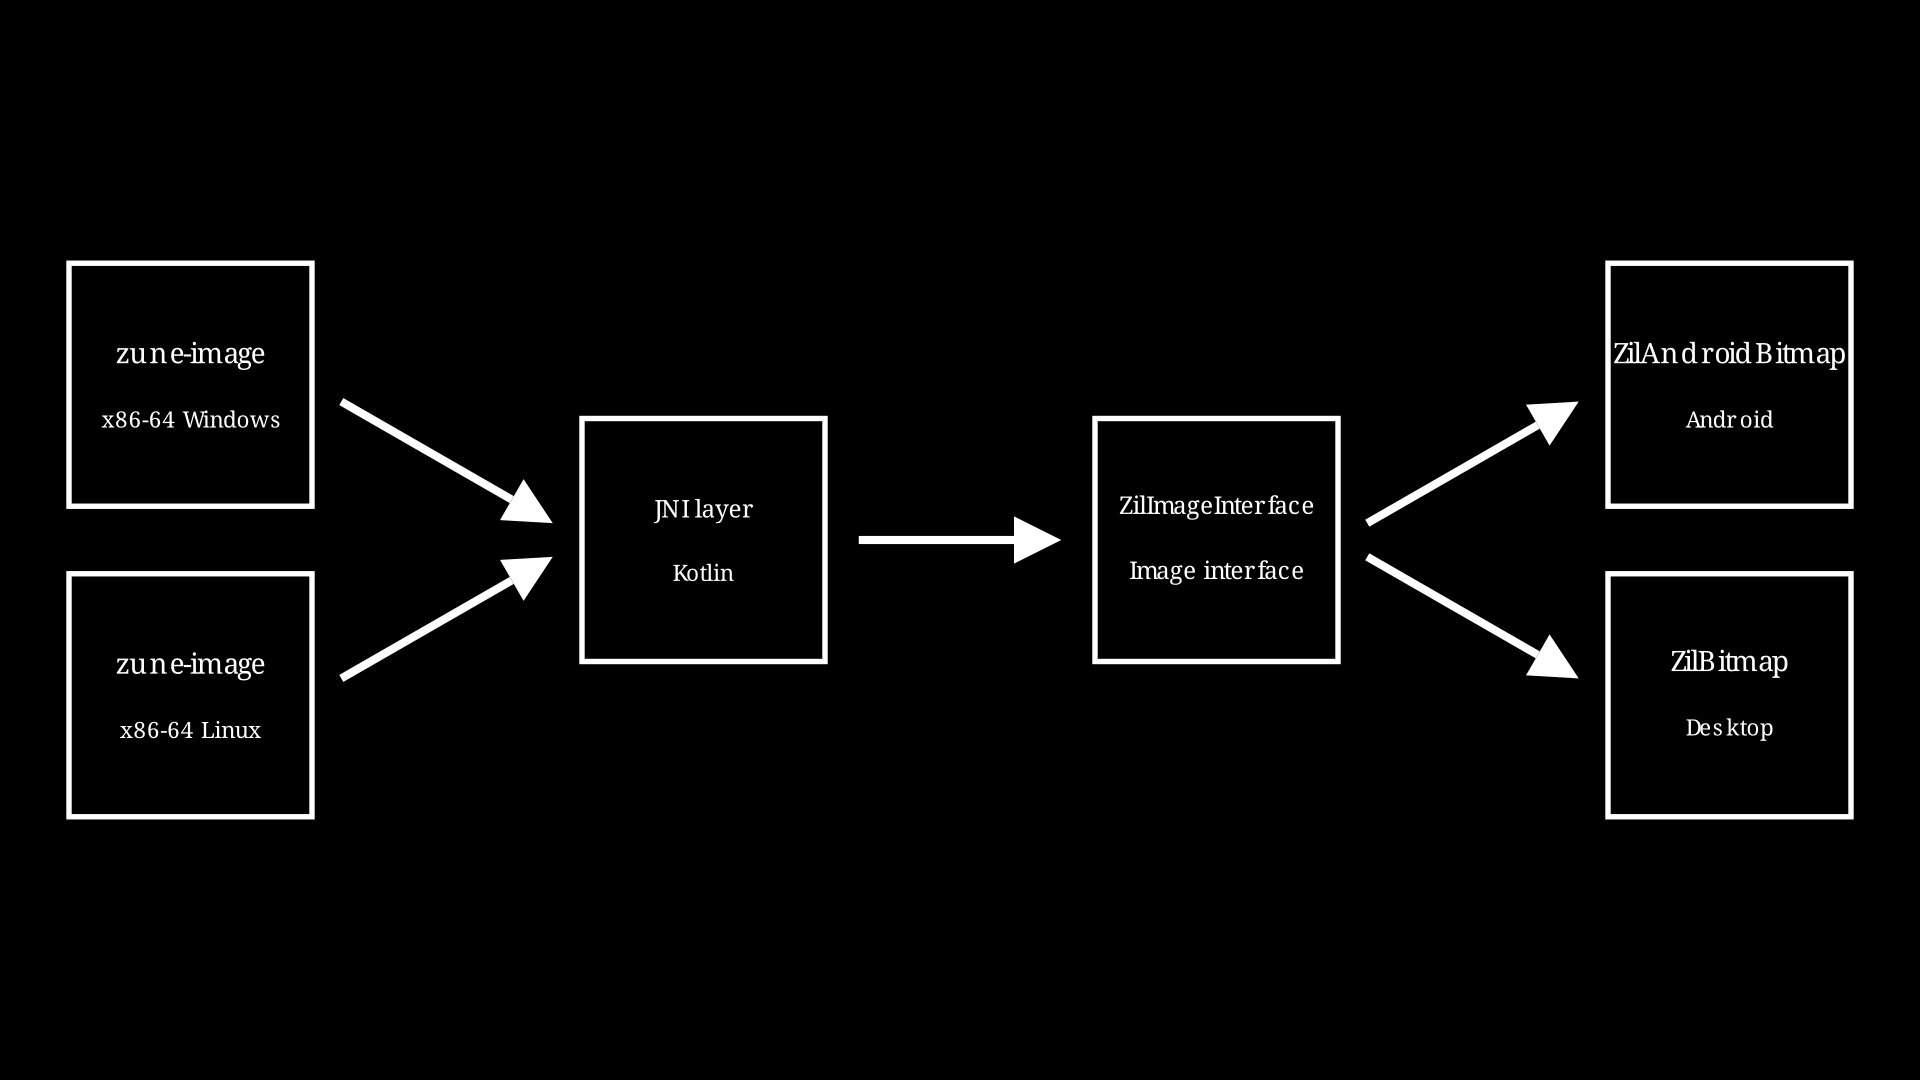 zune-image
x86-64 Windows
zune-image
x86-64 Linux
JNI layer
Kotlin
ZilImageInterface
Image interface
ZilAndroidBitmap
Android
ZilBitmap
Desktop